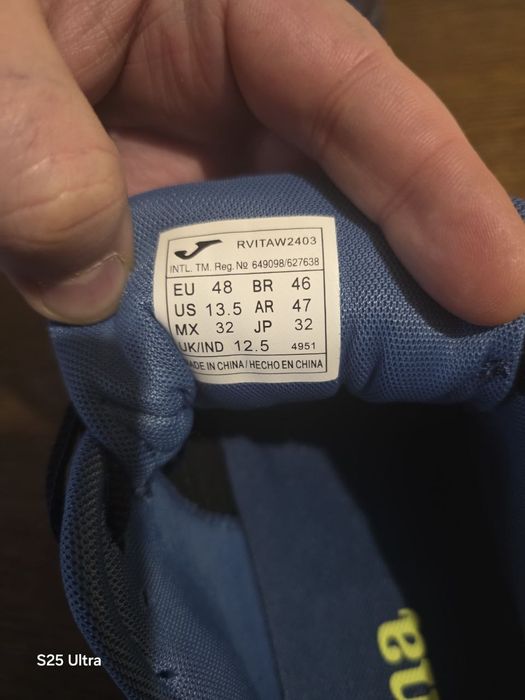 RVITAW2403
INTL. TM. Reg. Nº 649098/627638
EU 48 BR 46
US 13.5 AR 47
MX 32 JP 32
UK/IND 12.5 4951
MADE IN CHINA/HECHO EN CHINA
ma
S25 Ultra